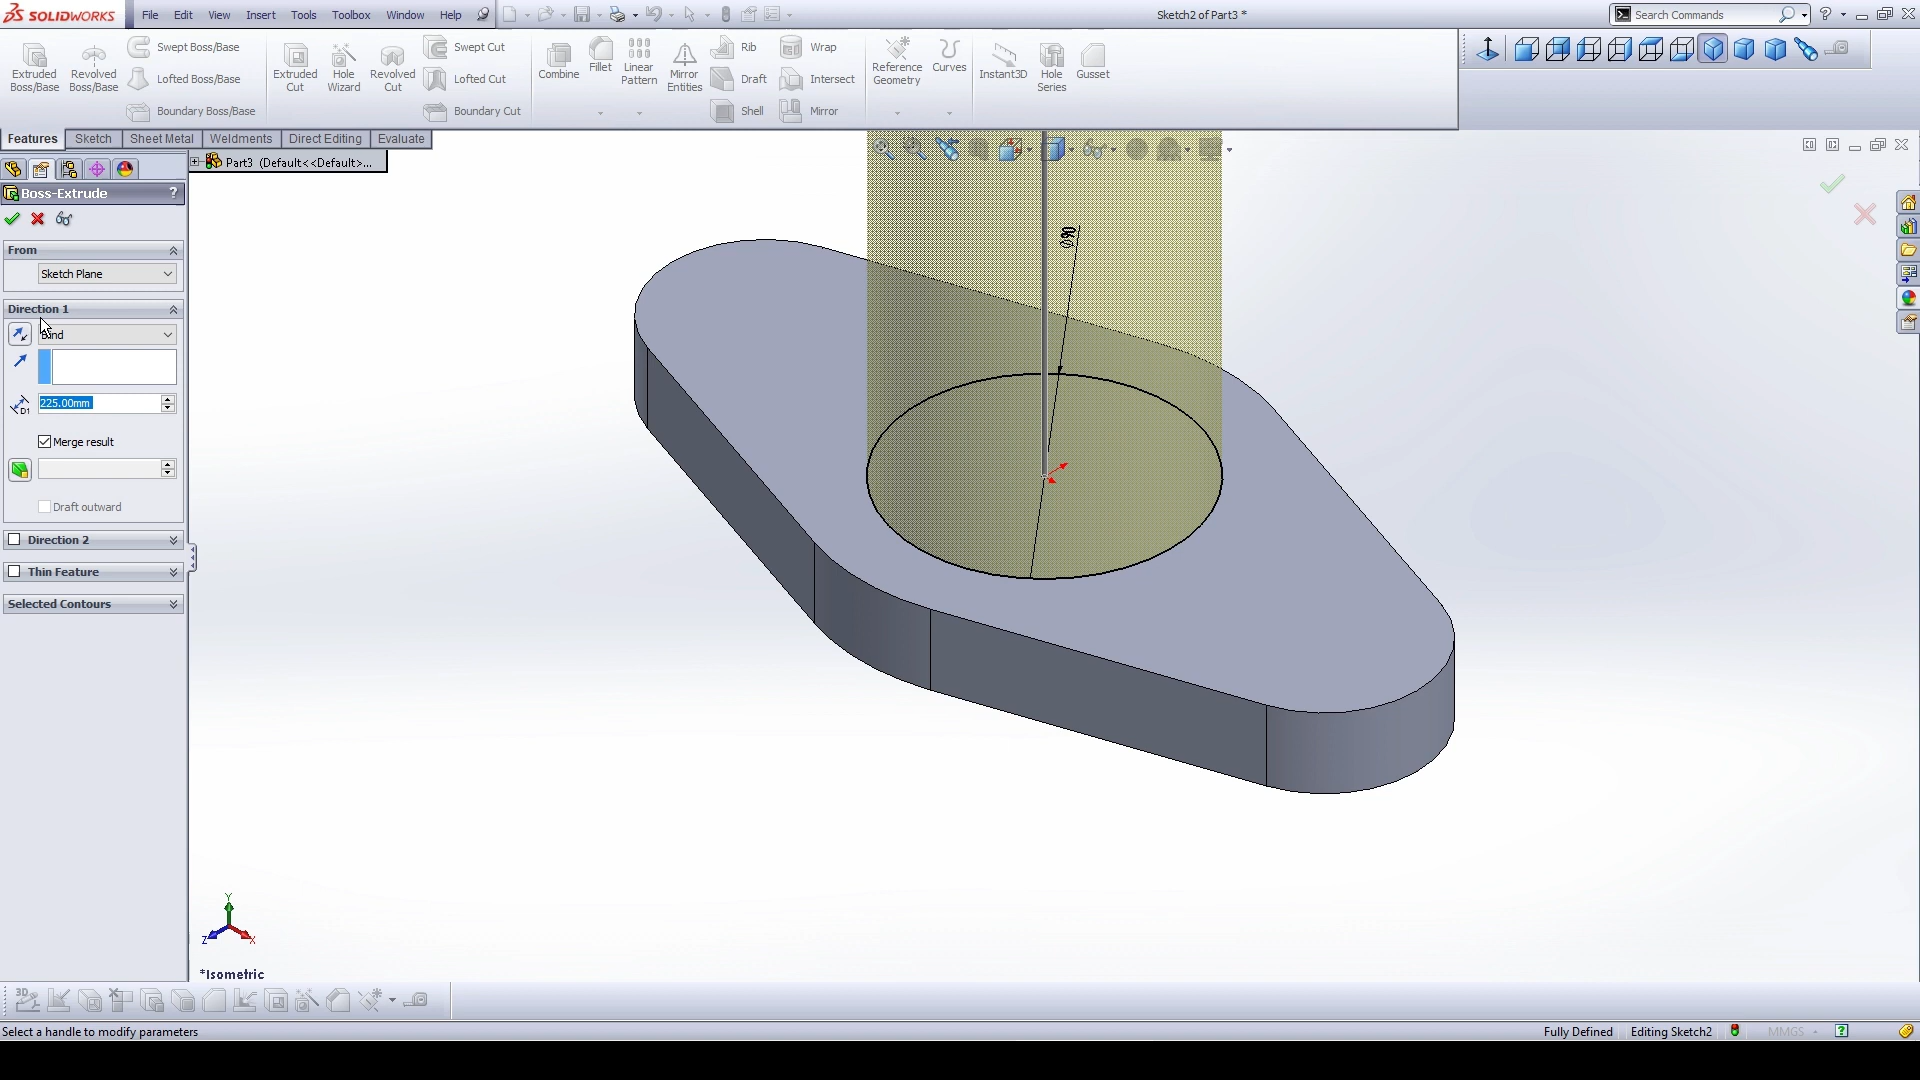 SOLIDWORKS File Edit View Insert Tools Toolbox Window Help Sketch2 of Part3 * Search Commands
Extruded Boss/Base
Revolved Boss/Base
Swept Boss/Base
Lofted Boss/Base
Boundary Boss/Base
Extruded Cut
Hole Wizard
Revolved Cut
Swept Cut
Lofted Cut
Boundary Cut
Combine
Fillet
Linear Pattern
Mirror Entities
Rib
Draft
Shell
Wrap
Intersect
Mirror
Reference Geometry
Curves
Instant3D
Hole Series
Gusset
Features Sketch Sheet Metal Weldments Direct Editing Evaluate
Part3 (Default<<Default>...
Boss-Extrude ?
From
Sketch Plane
Direction 1
D1
225.00mm
Merge result
Draft outward
Direction 2
Thin Feature
Selected Contours
Ø90
Y
Z X
*Isometric
3D
Select a handle to modify parameters Fully Defined Editing Sketch2 MMGS